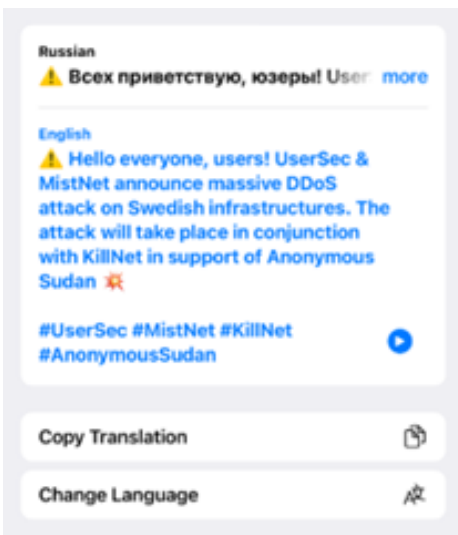 Russian
⚠️ Всех приветствую, юзеры! User more
English
⚠️ Hello everyone, users! UserSec &
MistNet announce massive DDoS
attack on Swedish infrastructures. The
attack will take place in conjunction
with KillNet in support of Anonymous
Sudan 💥
#UserSec #MistNet #KillNet
#AnonymousSudan
Copy Translation
Change Language